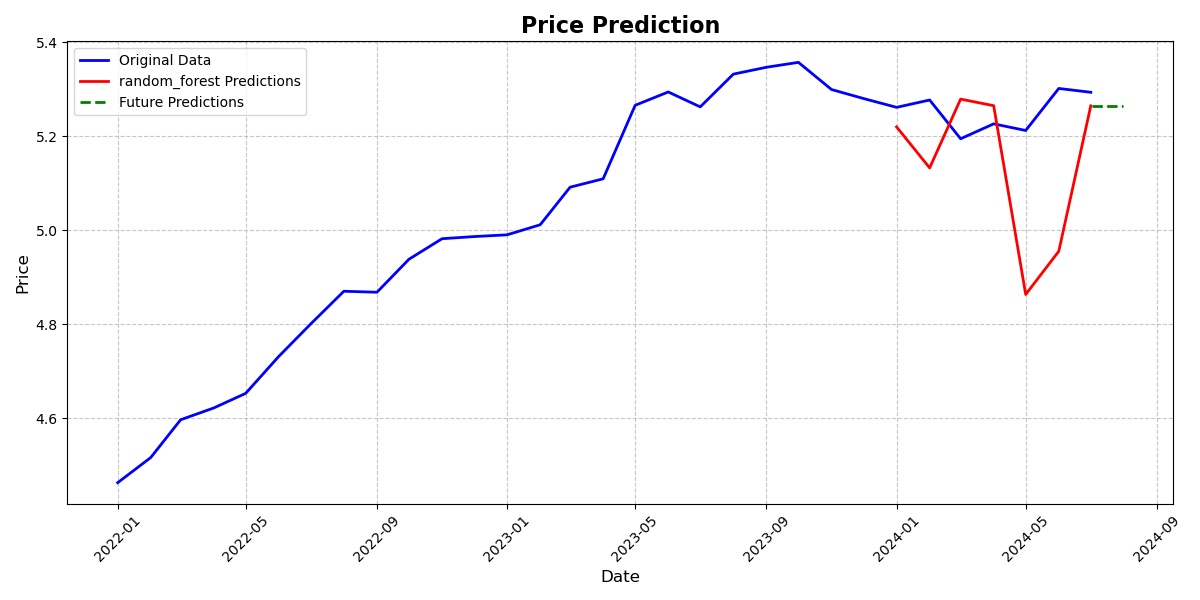 Price Prediction
Original Data
random_forest Predictions
Future Predictions
Price
5.4
5.2
5.0
4.8
4.6
2022-01
2022-05
2022-09
2023-01
2023-05
2023-09
2024-01
2024-05
2024-09
Date